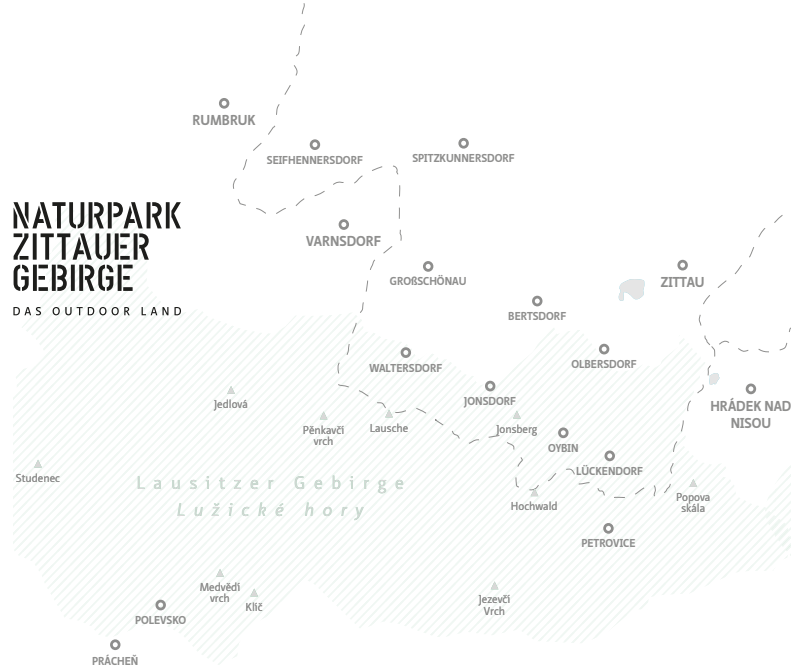 RUMBRUK
SEIFHENNERSDORF
SPITZKUNNERSDORF
NATURPARK
ZITTAUER
GEBIRGE
DAS OUTDOOR LAND
VARNSDORF
GROßSCHÖNAU
ZITTAU
BERTSDORF
OLBERSDORF
WALTERSDORF
JONSDORF
HRÁDEK NAD
NISOU
Jedlová
Pěnkavčí
vrch
Lausche
Jonsberg
OYBIN
LÜCKENDORF
Studenec
Lausitzer Gebirge
Lužické hory
Hochwald
Popova
skála
PETROVICE
Medvědí
vrch
Klíč
Jezevčí
Vrch
POLEVSKO
PRÁCHEŇ